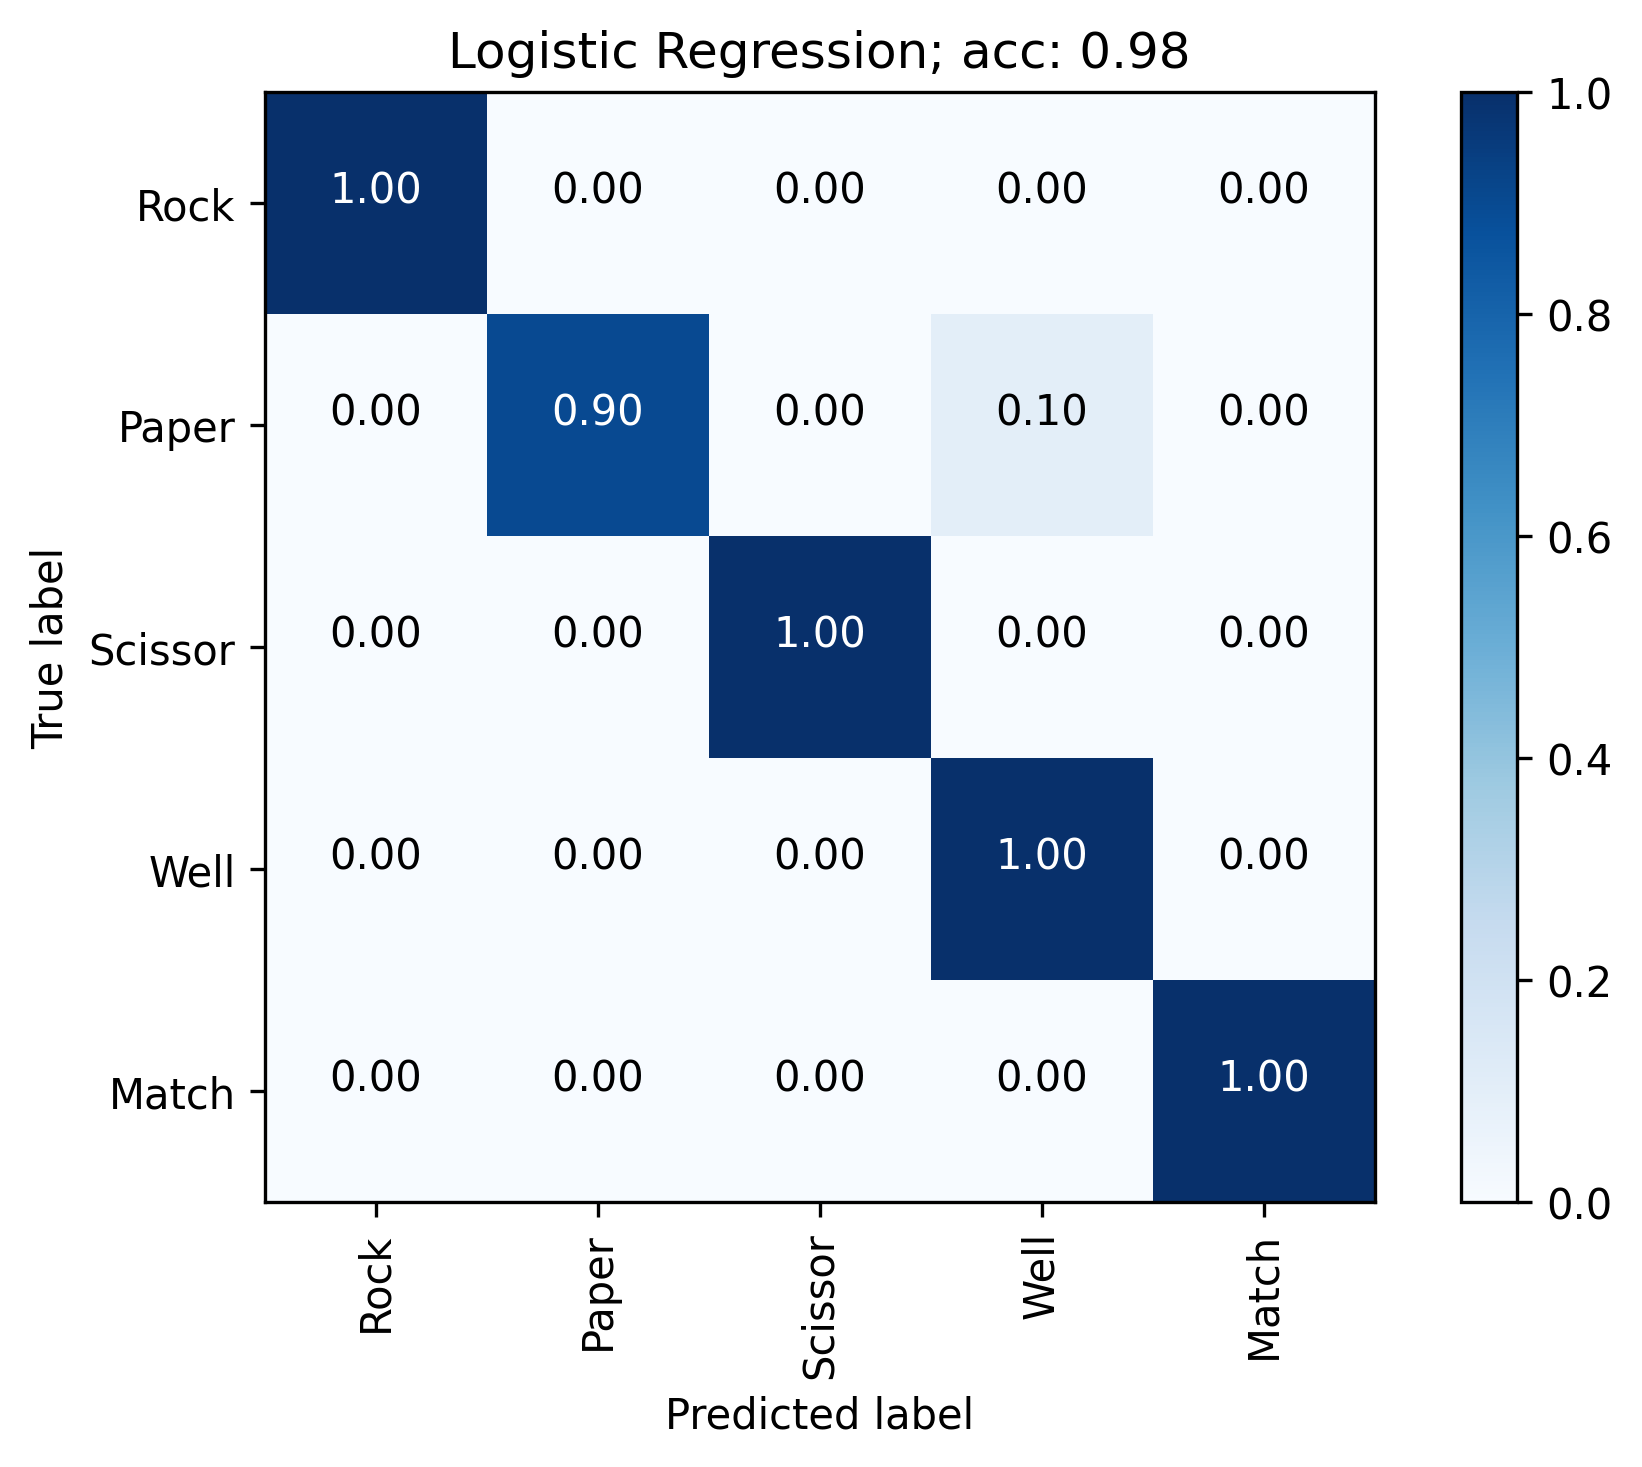 Logistic Regression; acc: 0.98
True label
Rock 1.00 0.00 0.00 0.00 0.00
Paper 0.00 0.90 0.00 0.10 0.00
Scissor 0.00 0.00 1.00 0.00 0.00
Well 0.00 0.00 0.00 1.00 0.00
Match 0.00 0.00 0.00 0.00 1.00
Rock Paper Scissor Well Match
Predicted label
1.0
0.8
0.6
0.4
0.2
0.0